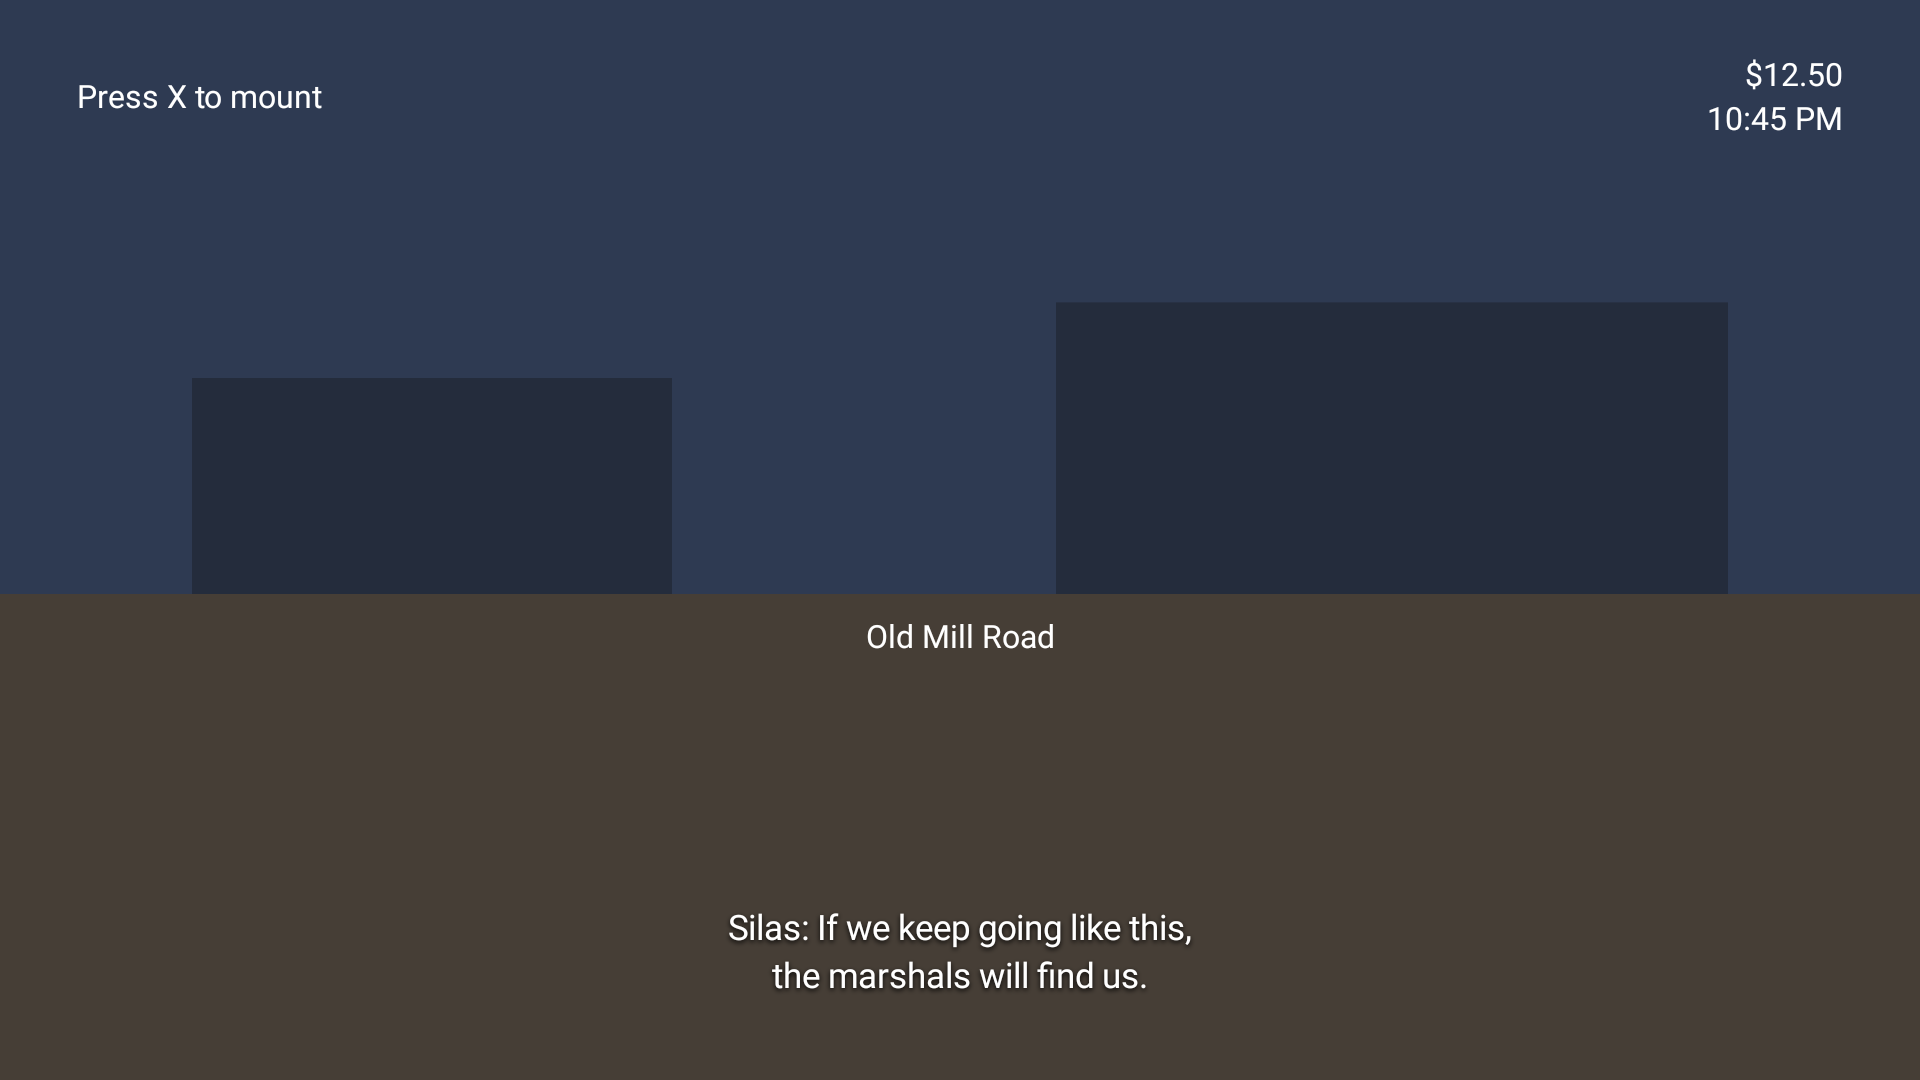 Press X to mount
$12.50
10:45 PM
Old Mill Road
Silas: If we keep going like this,
the marshals will find us.